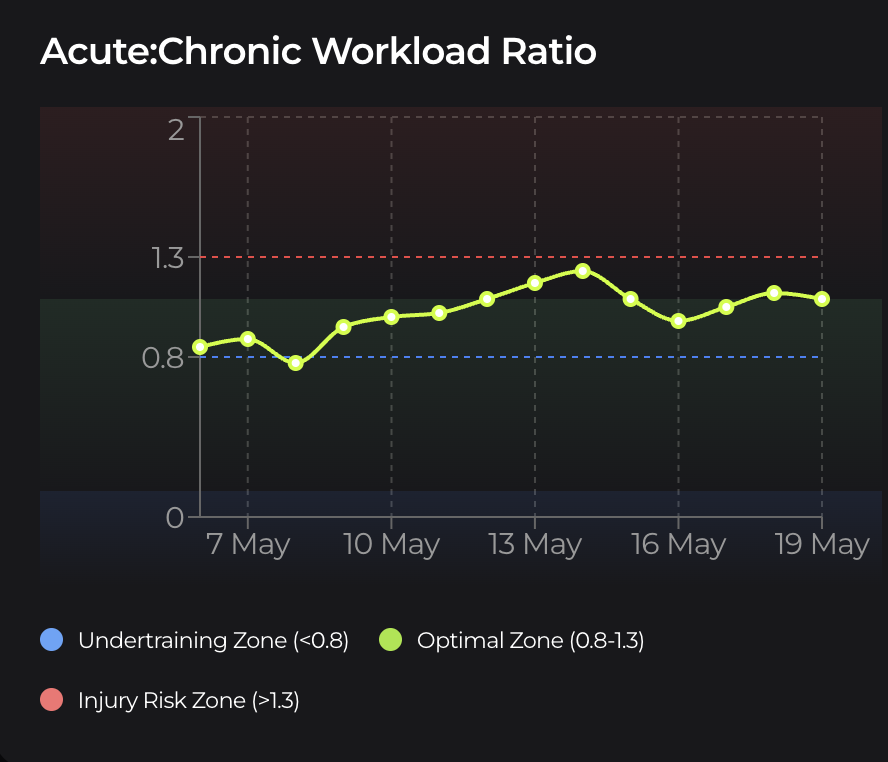 Acute:Chronic Workload Ratio
2
1.3
0.8
0
7 May 10 May 13 May 16 May 19 May
Undertraining Zone (<0.8) Optimal Zone (0.8-1.3)
Injury Risk Zone (>1.3)